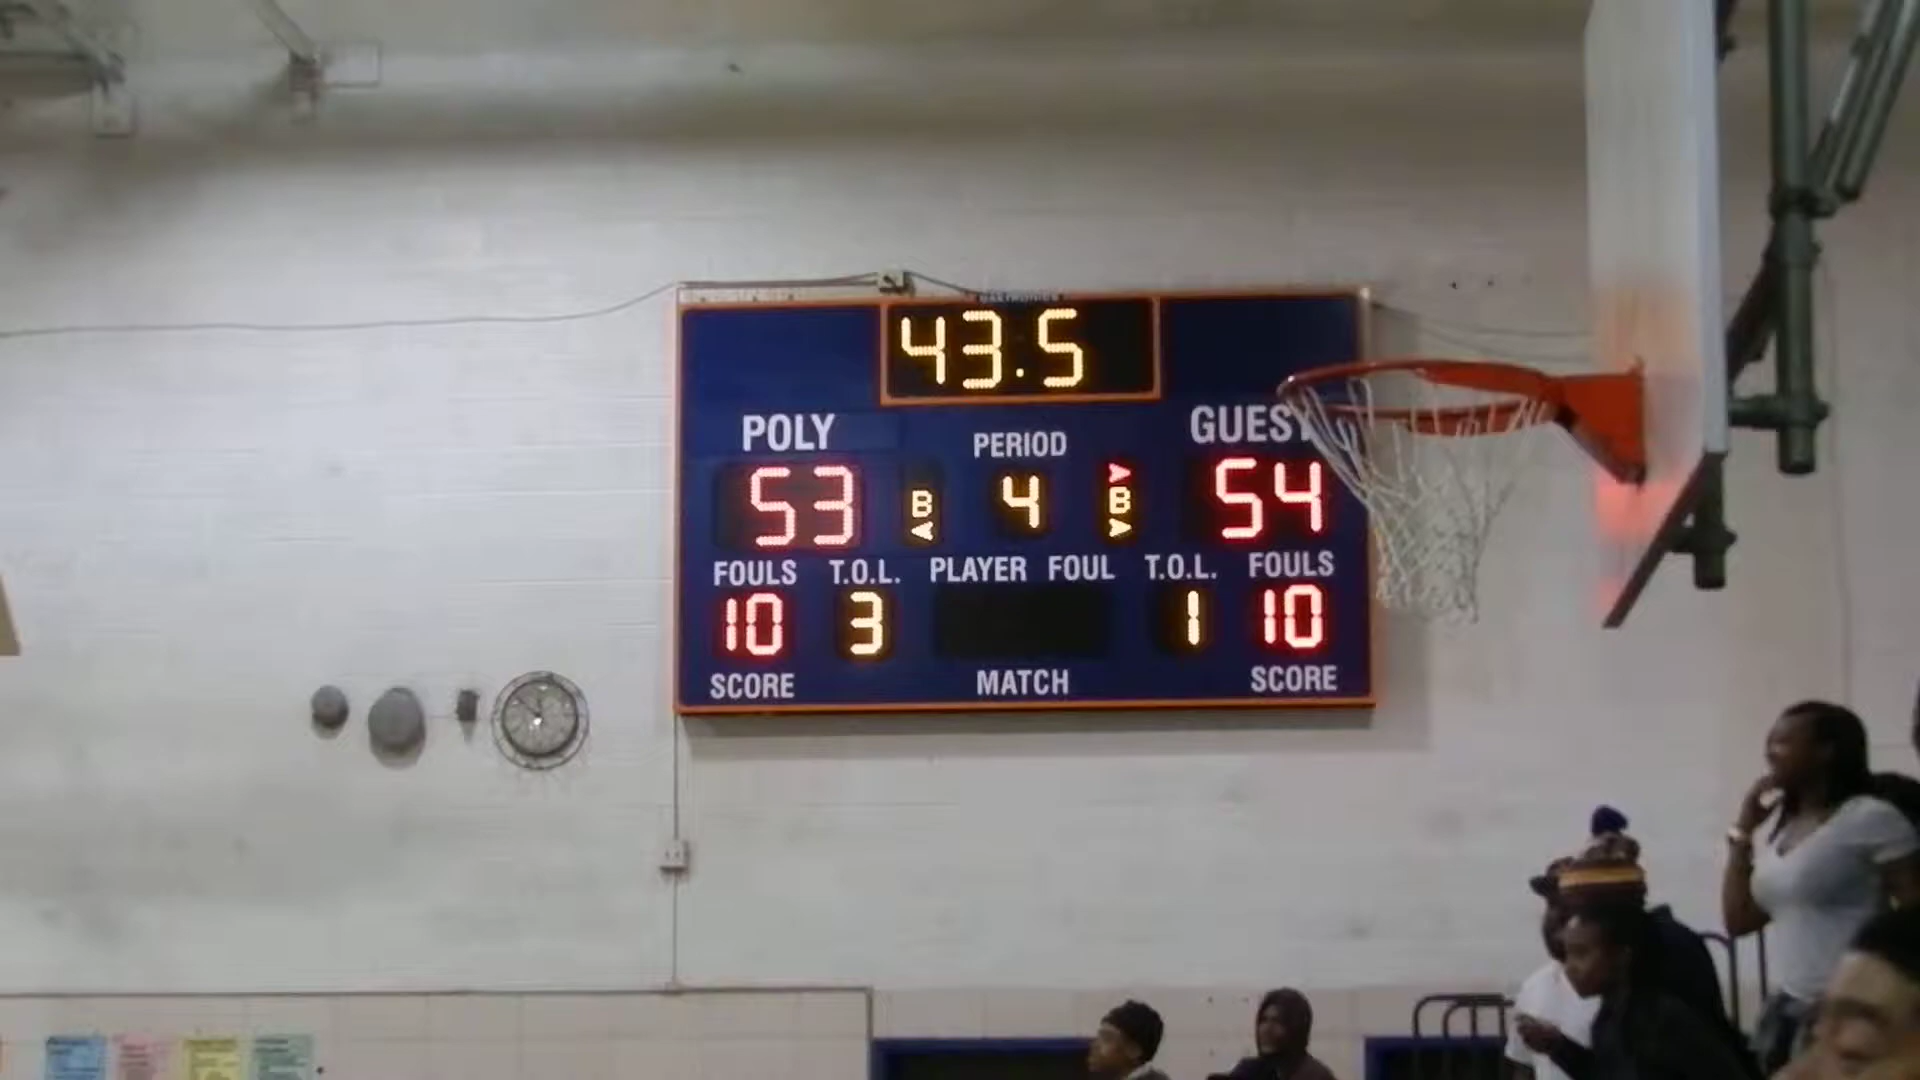 DAKTRONICS
43.5
POLY PERIOD GUEST
53 B 4 B 54
FOULS T.O.L. PLAYER FOUL T.O.L. FOULS
10 3 1 10
SCORE MATCH SCORE